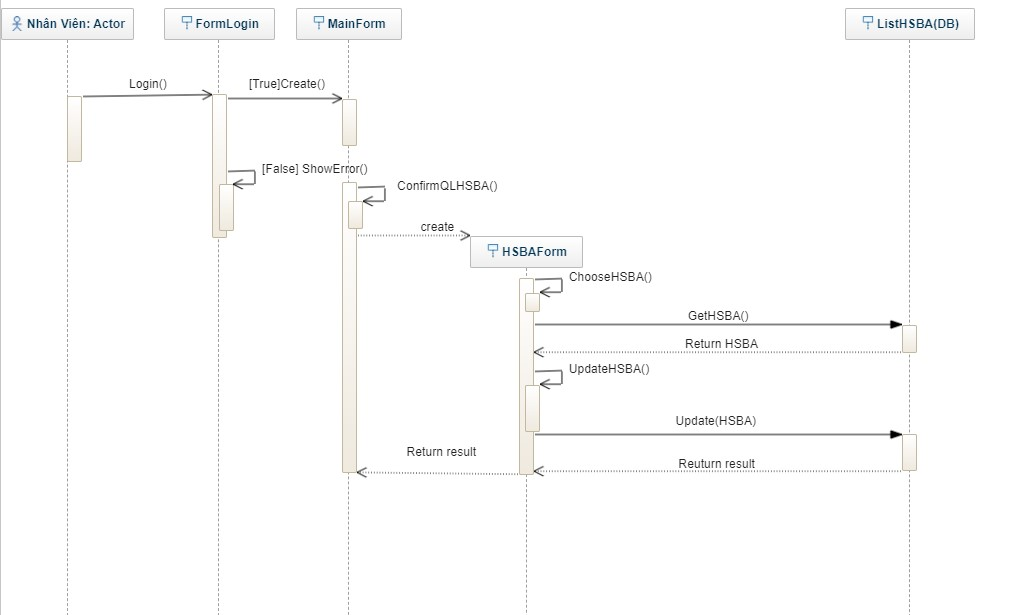 Nhân Viên: Actor
FormLogin
MainForm
ListHSBA(DB)
Login()
[True]Create()
[False] ShowError()
ConfirmQLHSBA()
create
HSBAForm
ChooseHSBA()
GetHSBA()
Return HSBA
UpdateHSBA()
Update(HSBA)
Return result
Reuturn result